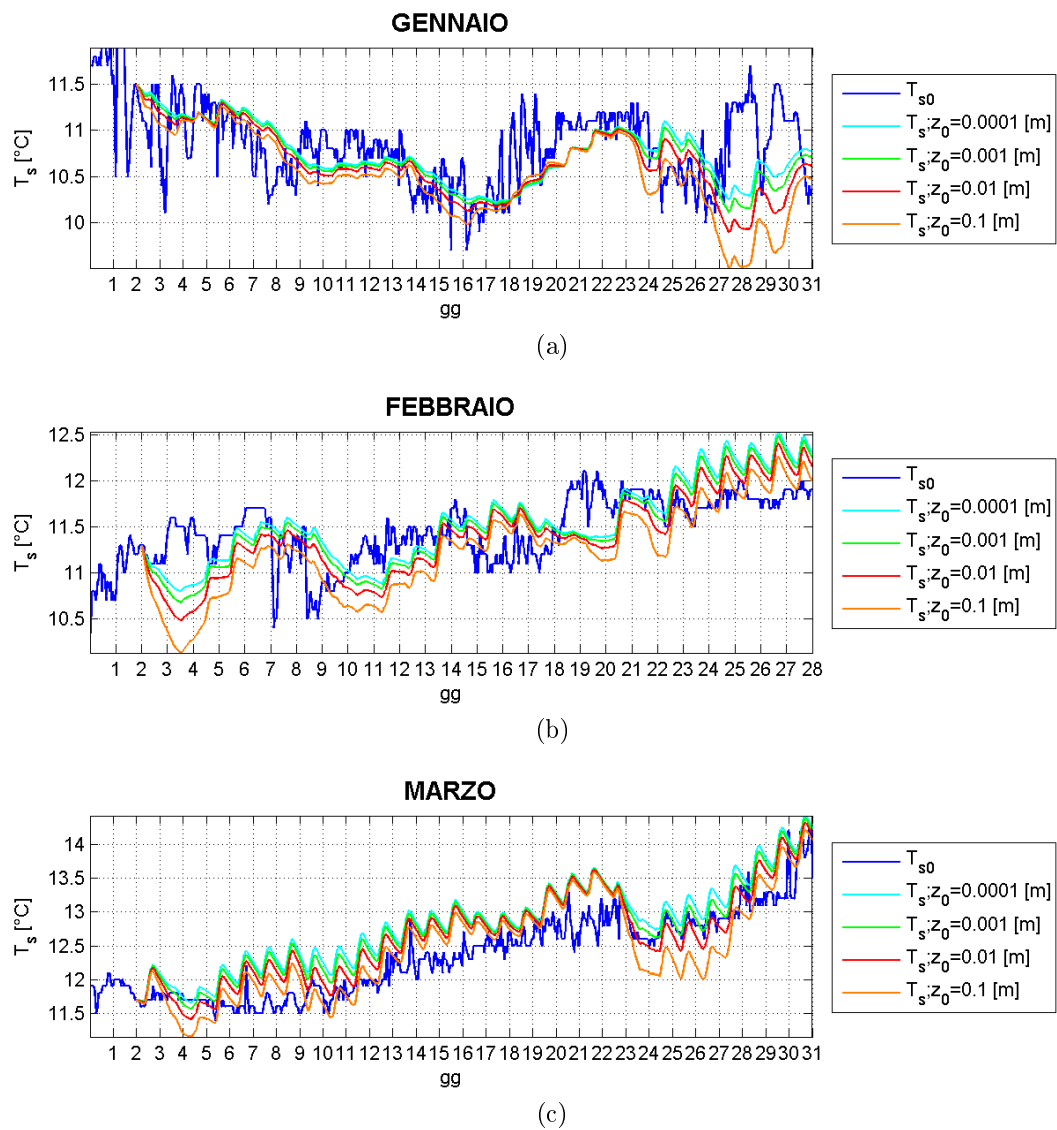 GENNAIO
11.5
11
10.5
10
T_s [°C]
1 2 3 4 5 6 7 8 9 10 11 12 13 14 15 16 17 18 19 20 21 22 23 24 25 26 27 28 29 30 31
gg
T_s0
T_s;z_0=0.0001 [m]
T_s;z_0=0.001 [m]
T_s;z_0=0.01 [m]
T_s;z_0=0.1 [m]
(a)
FEBBRAIO
12.5
12
11.5
11
10.5
T_s [°C]
1 2 3 4 5 6 7 8 9 10 11 12 13 14 15 16 17 18 19 20 21 22 23 24 25 26 27 28
gg
T_s0
T_s;z_0=0.0001 [m]
T_s;z_0=0.001 [m]
T_s;z_0=0.01 [m]
T_s;z_0=0.1 [m]
(b)
MARZO
14
13.5
13
12.5
12
11.5
T_s [°C]
1 2 3 4 5 6 7 8 9 10 11 12 13 14 15 16 17 18 19 20 21 22 23 24 25 26 27 28 29 30 31
gg
T_s0
T_s;z_0=0.0001 [m]
T_s;z_0=0.001 [m]
T_s;z_0=0.01 [m]
T_s;z_0=0.1 [m]
(c)